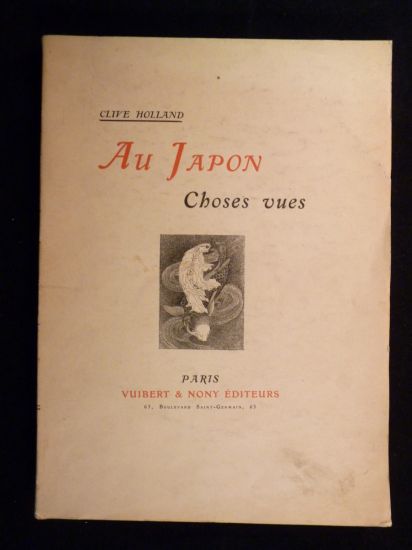 CLIVE HOLLAND
AU JAPON
Choses vues
PARIS
VUIBERT & NONY ÉDITEURS
63, Boulevard Saint-Germain, 63